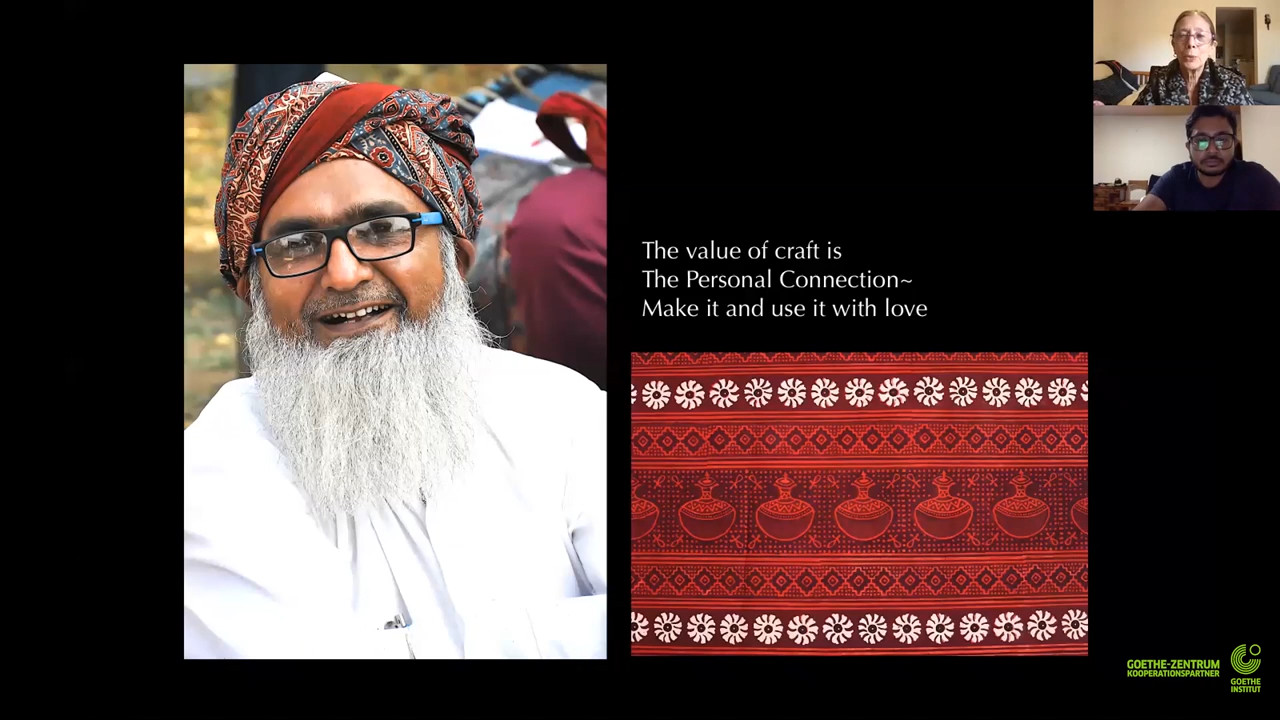 The value of craft is
The Personal Connection~
Make it and use it with love
GOETHE-ZENTRUM
KOOPERATIONSPARTNER
GOETHE
INSTITUT